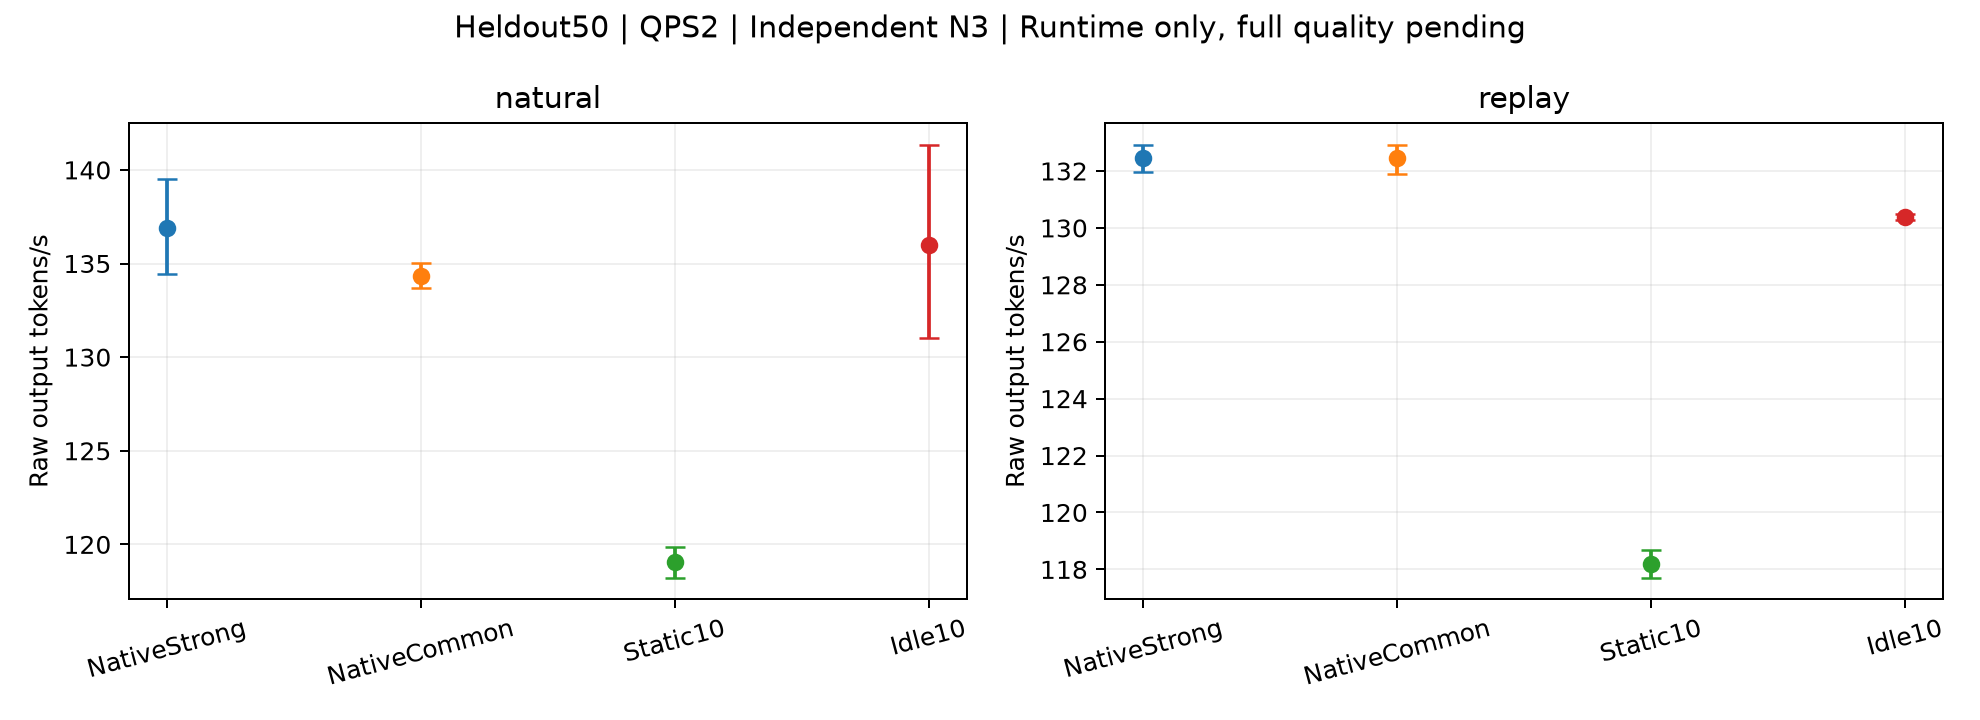 Heldout50 | QPS2 | Independent N3 | Runtime only, full quality pending
natural
Raw output tokens/s
140
135
130
125
120
NativeStrong
NativeCommon
Static10
Idle10
replay
Raw output tokens/s
132
130
128
126
124
122
120
118
NativeStrong
NativeCommon
Static10
Idle10